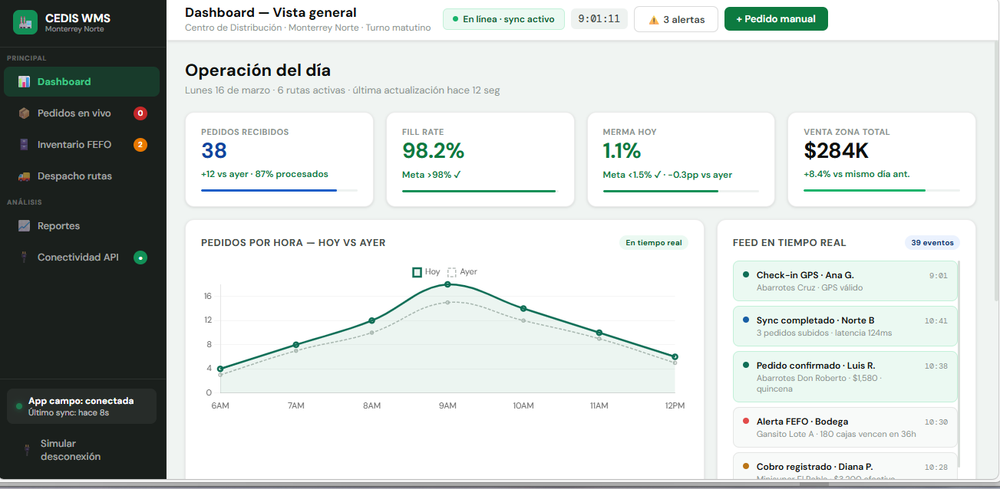 CEDIS WMS
Monterrey Norte
PRINCIPAL
Dashboard
Pedidos en vivo 0
Inventario FEFO 2
Despacho rutas
ANÁLISIS
Reportes
Conectividad API
App campo: conectada
Último sync: hace 8s
Simular
desconexión
Dashboard — Vista general
Centro de Distribución · Monterrey Norte · Turno matutino
En línea · sync activo
9:01:11
3 alertas
+ Pedido manual
Operación del día
Lunes 16 de marzo · 6 rutas activas · última actualización hace 12 seg
PEDIDOS RECIBIDOS
38
+12 vs ayer · 87% procesados
FILL RATE
98.2%
Meta >98% ✓
MERMA HOY
1.1%
Meta <1.5% ✓ · −0.3pp vs ayer
VENTA ZONA TOTAL
$284K
+8.4% vs mismo día ant.
PEDIDOS POR HORA — HOY VS AYER
En tiempo real
Hoy Ayer
16
12
8
4
0
6AM 7AM 8AM 9AM 10AM 11AM 12PM
FEED EN TIEMPO REAL
39 eventos
Check-in GPS · Ana G. 9:01
Abarrotes Cruz · GPS válido
Sync completado · Norte B 10:41
3 pedidos subidos · latencia 124ms
Pedido confirmado · Luis R. 10:38
Abarrotes Don Roberto · $1,580 ·
quincena
Alerta FEFO · Bodega 10:30
Gansito Lote A · 180 cajas vencen en 36h
Cobro registrado · Diana P. 10:28
Minisuper El Roble · $3,200 efectivo